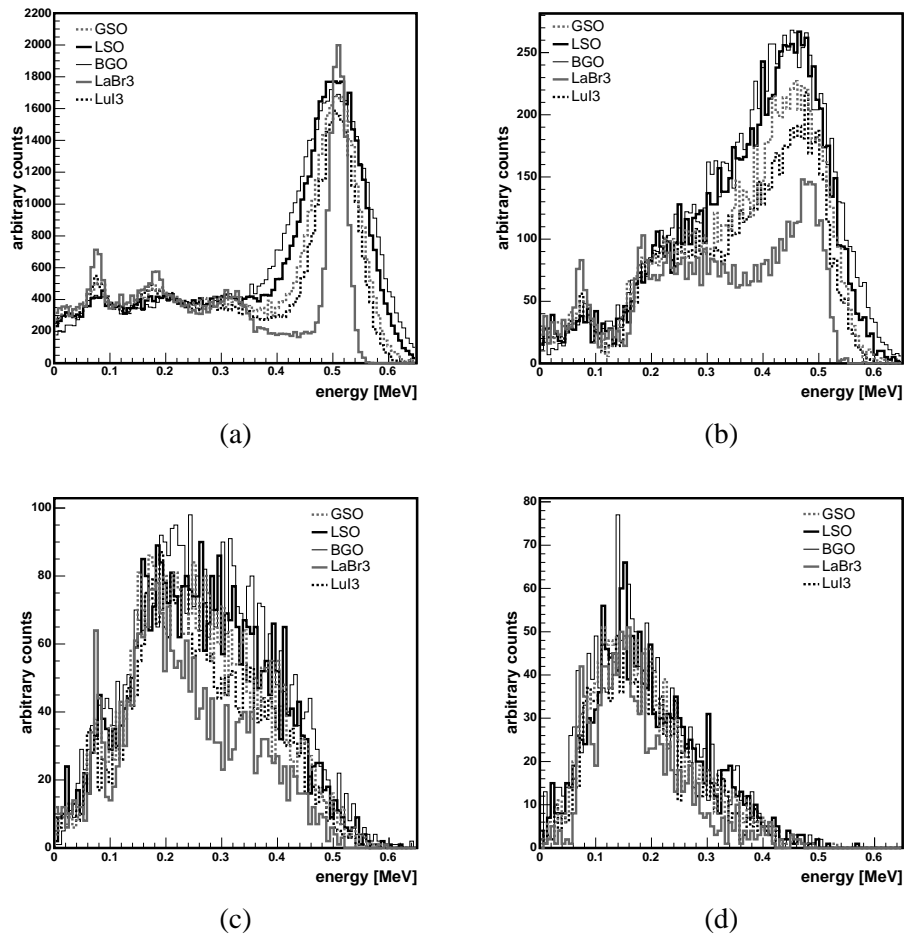 2200
2000
1800
1600
1400
1200
1000
800
600
400
200
0
arbitrary counts
GSO
LSO
BGO
LaBr3
LuI3
0 0.1 0.2 0.3 0.4 0.5 0.6
energy [MeV]
(a)
250
200
150
100
50
0
arbitrary counts
GSO
LSO
BGO
LaBr3
LuI3
0 0.1 0.2 0.3 0.4 0.5 0.6
energy [MeV]
(b)
100
80
60
40
20
0
arbitrary counts
GSO
LSO
BGO
LaBr3
LuI3
0 0.1 0.2 0.3 0.4 0.5 0.6
energy [MeV]
(c)
80
70
60
50
40
30
20
10
0
arbitrary counts
GSO
LSO
BGO
LaBr3
LuI3
0 0.1 0.2 0.3 0.4 0.5 0.6
energy [MeV]
(d)